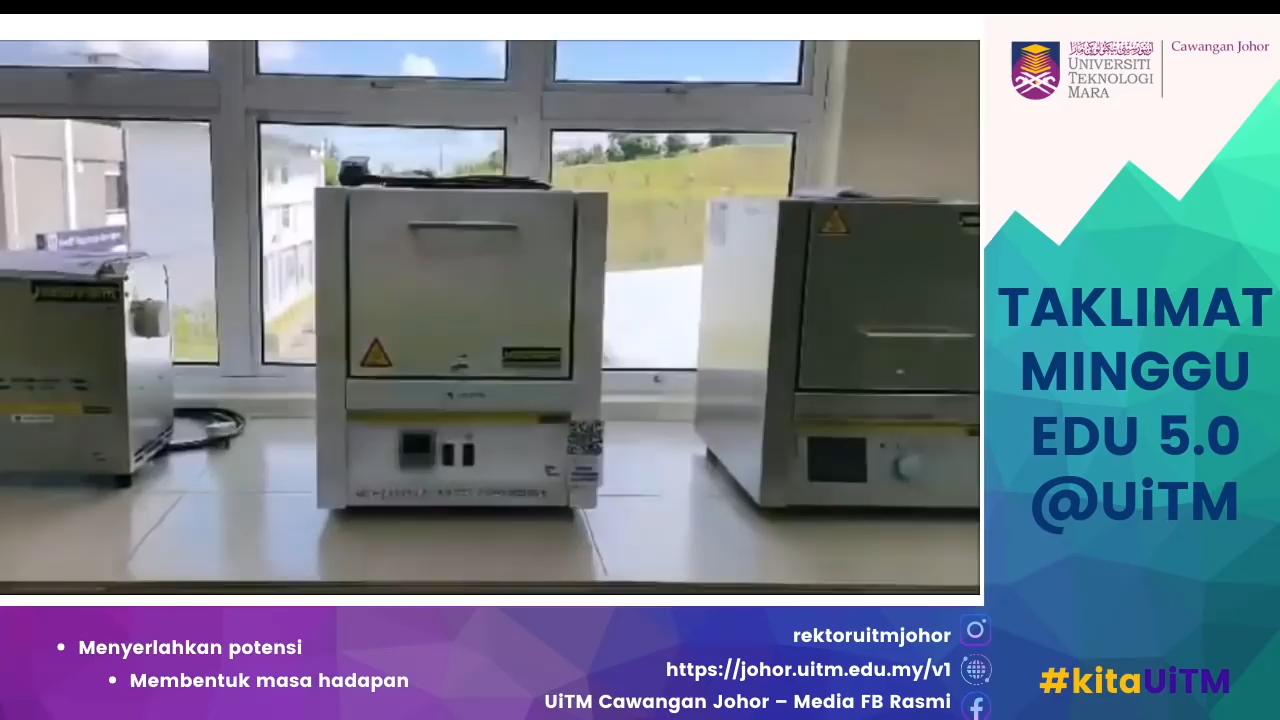 UNIVERSITI
TEKNOLOGI
MARA
Cawangan Johor
TAKLIMAT
MINGGU
EDU 5.0
@UiTM
• Menyerlahkan potensi
• Membentuk masa hadapan
rektoruitmjohor
https://johor.uitm.edu.my/v1
UiTM Cawangan Johor – Media FB Rasmi
#kitaUiTM